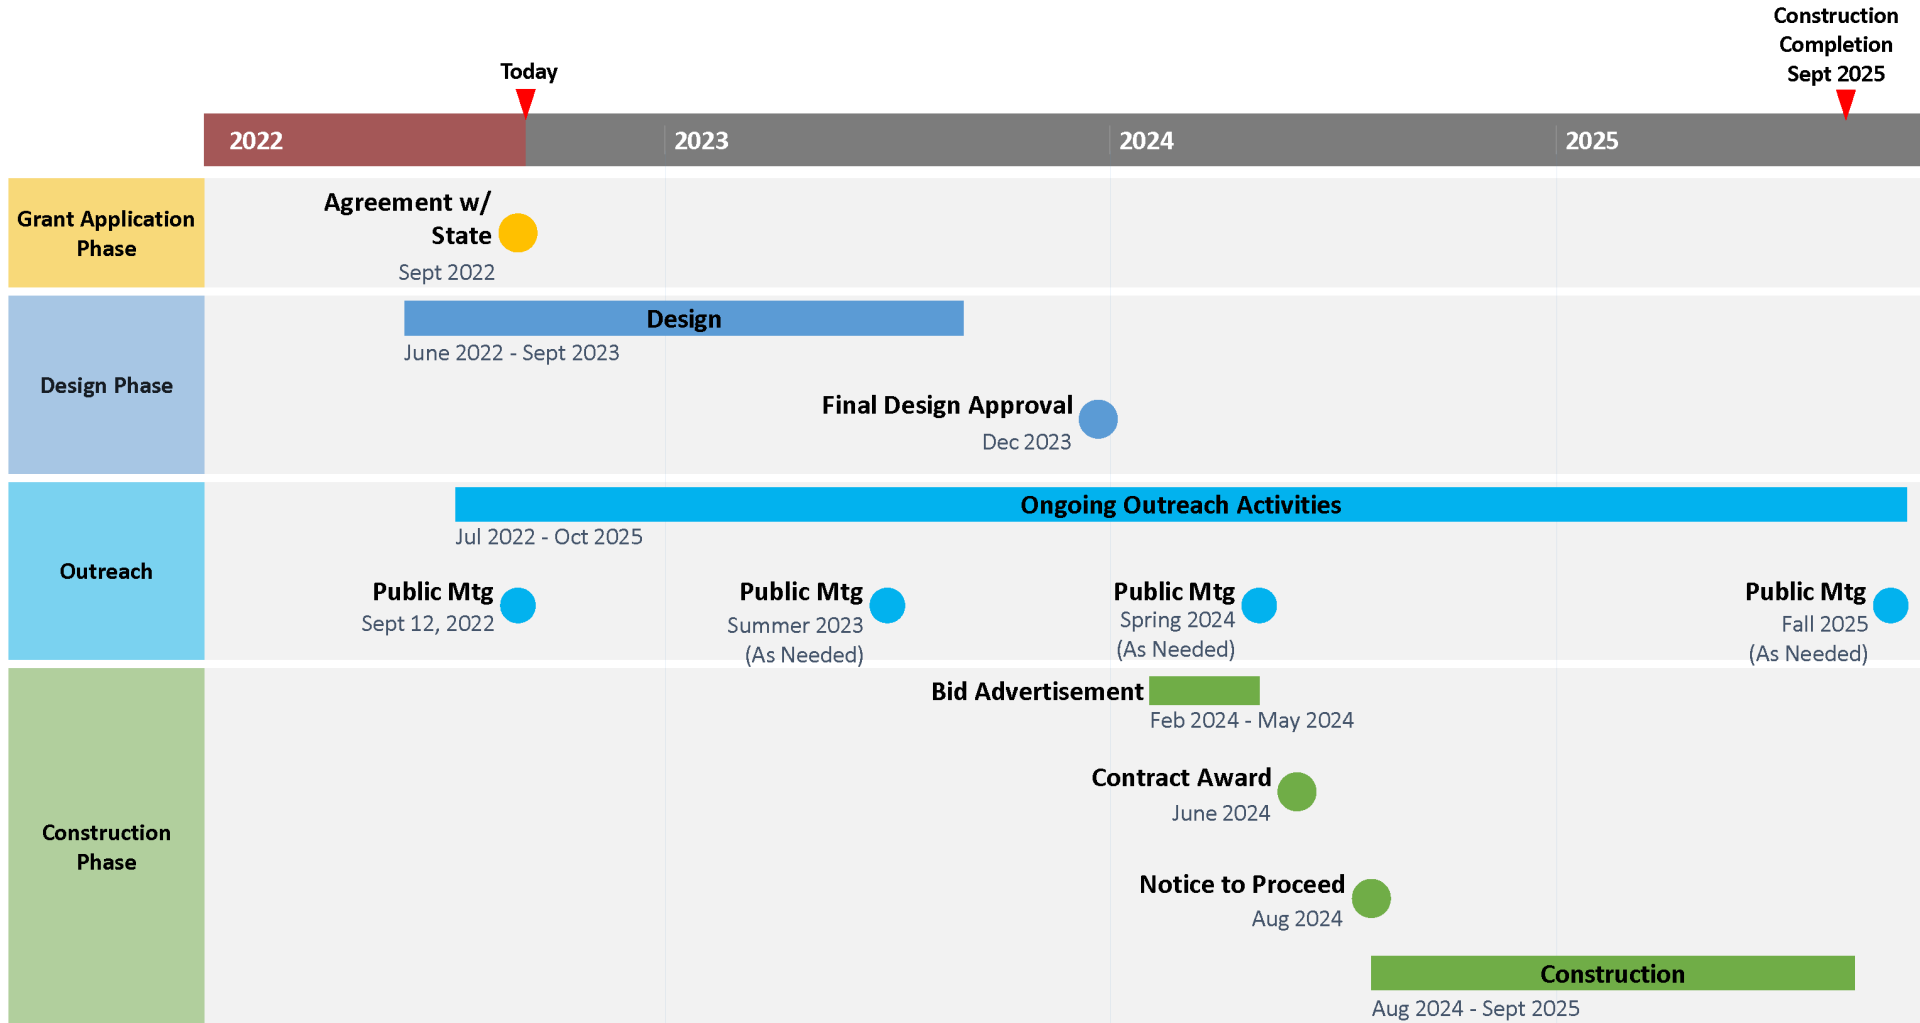 Construction
Completion
Sept 2025
Today
2022
2023
2024
2025
Grant Application
Phase
Agreement w/
State
Sept 2022
Design Phase
Design
June 2022 - Sept 2023
Final Design Approval
Dec 2023
Outreach
Ongoing Outreach Activities
Jul 2022 - Oct 2025
Public Mtg
Sept 12, 2022
Public Mtg
Summer 2023
(As Needed)
Public Mtg
Spring 2024
(As Needed)
Public Mtg
Fall 2025
(As Needed)
Construction
Phase
Bid Advertisement
Feb 2024 - May 2024
Contract Award
June 2024
Notice to Proceed
Aug 2024
Construction
Aug 2024 - Sept 2025